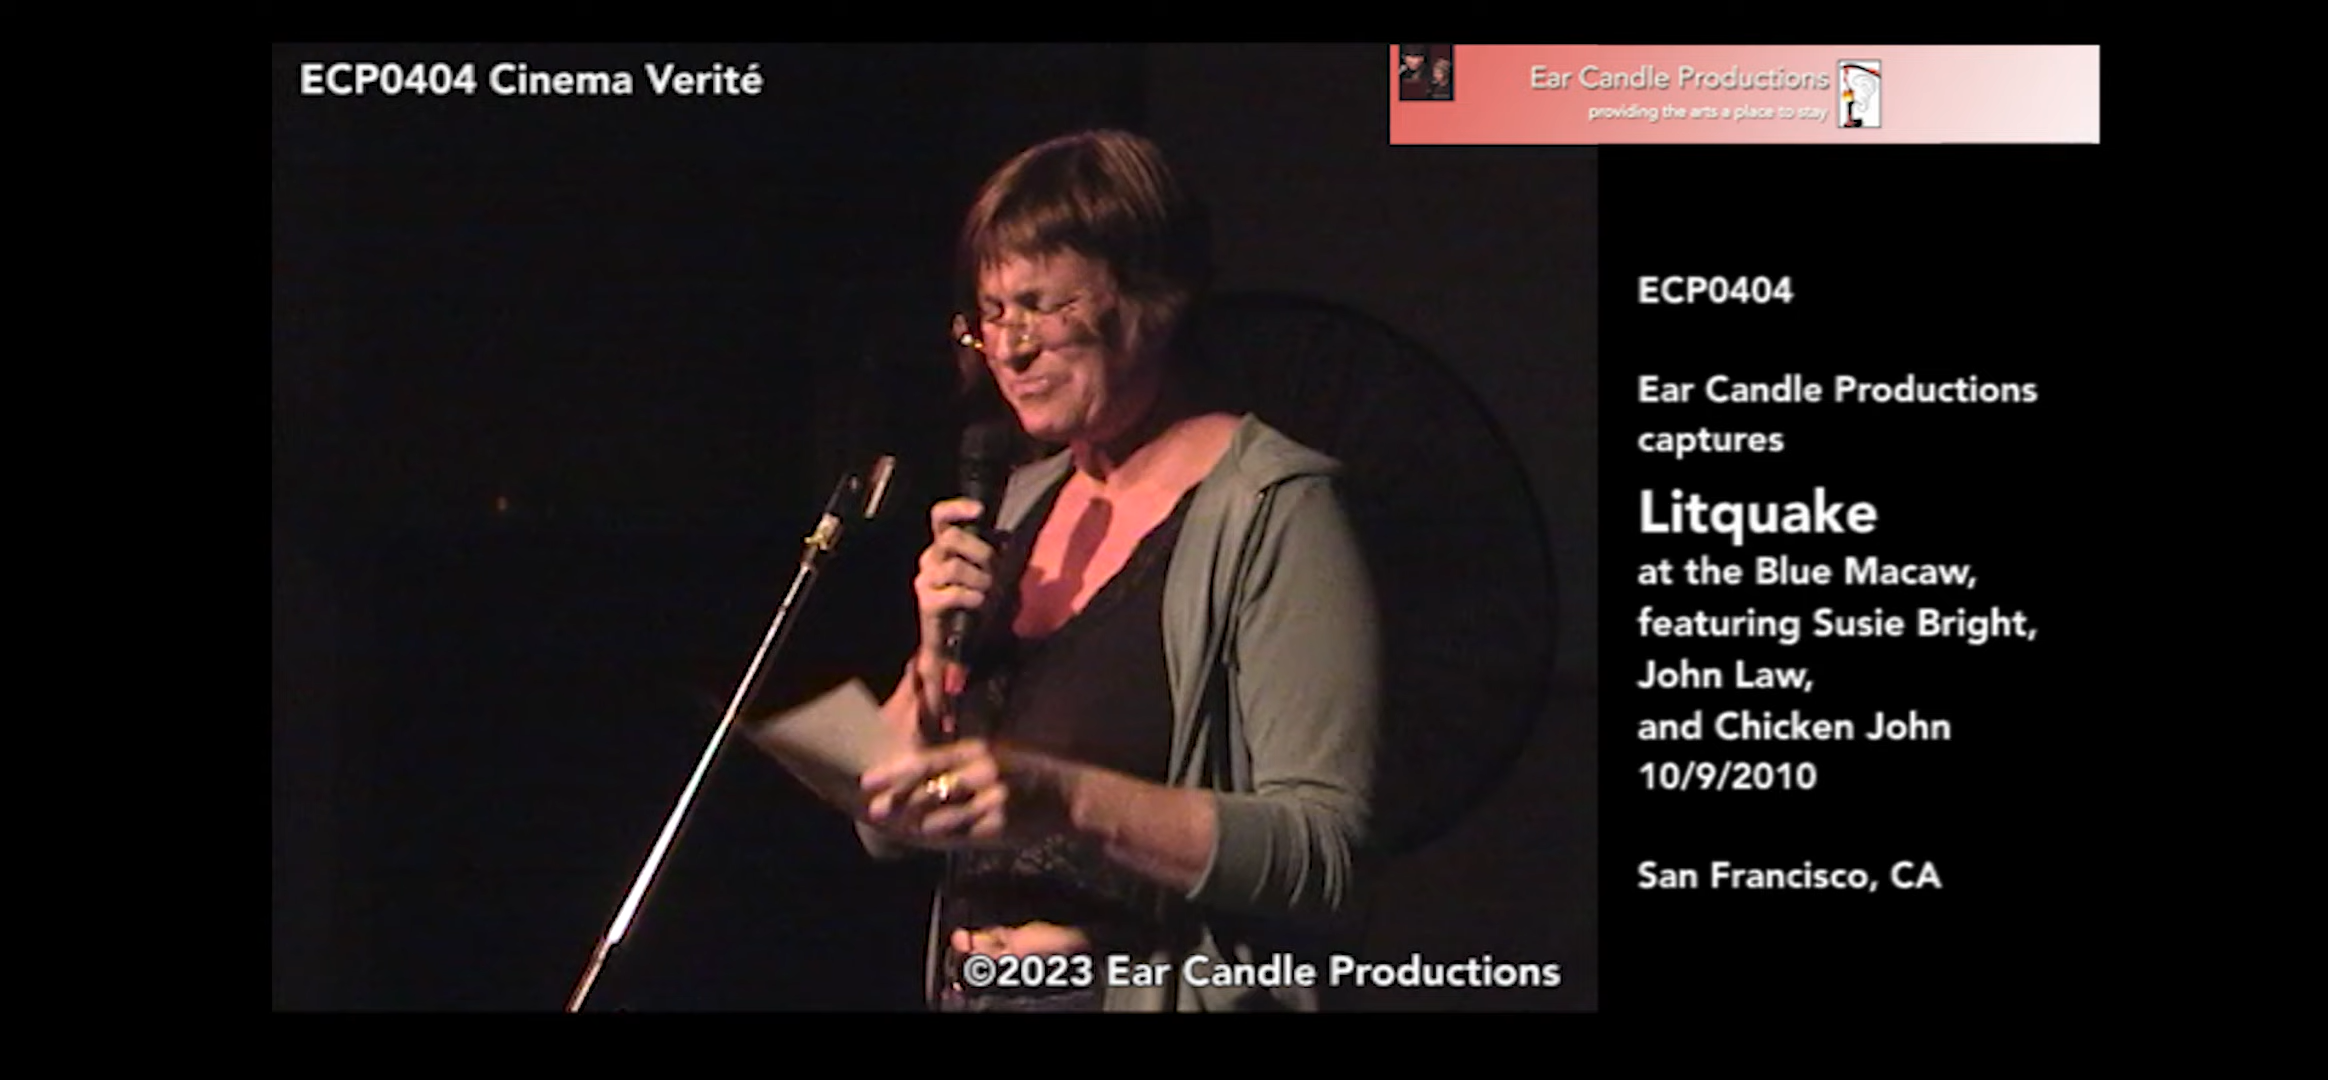 ECP0404 Cinema Verité
Ear Candle Productions
providing the arts a place to stay
ECP0404
Ear Candle Productions
captures
Litquake
at the Blue Macaw,
featuring Susie Bright,
John Law,
and Chicken John
10/9/2010
San Francisco, CA
©2023 Ear Candle Productions